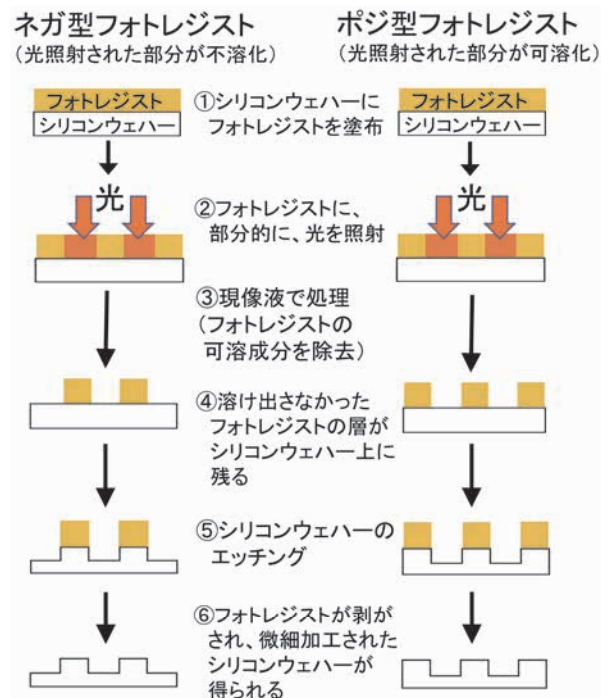 ネガ型フォトレジスト
(光照射された部分が不溶化)
ポジ型フォトレジスト
(光照射された部分が可溶化)
フォトレジスト
シリコンウェハー
①シリコンウェハーに
フォトレジストを塗布
フォトレジスト
シリコンウェハー
光
②フォトレジストに、
部分的に、光を照射
光
③現像液で処理
(フォトレジストの
可溶成分を除去)
④溶け出さなかった
フォトレジストの層が
シリコンウェハー上に
残る
⑤シリコンウェハーの
エッチング
⑥フォトレジストが剥が
され、微細加工された
シリコンウェハーが
得られる